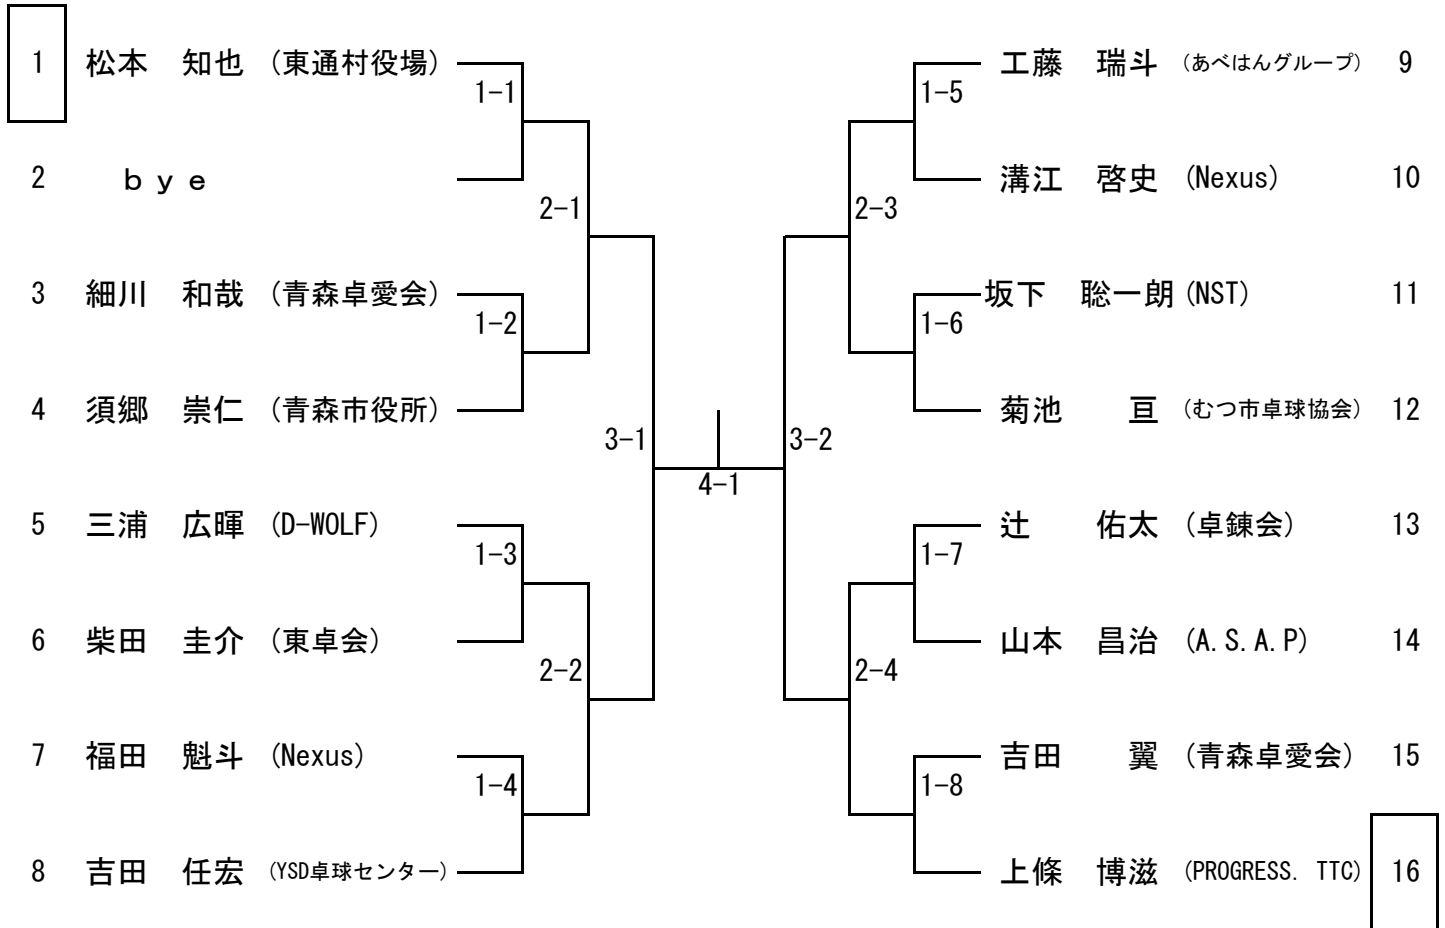 1 松本 知也 (東通村役場) 工藤 瑞斗 (あべはんグループ) 9
1-1 1-5
2 bye 溝江 啓史 (Nexus) 10
2-1 2-3
3 細川 和哉 (青森卓愛会) 坂下 聡一朗 (NST) 11
1-2 1-6
4 須郷 崇仁 (青森市役所) 菊池 亘 (むつ市卓球協会) 12
3-1 3-2
4-1
5 三浦 広暉 (D-WOLF) 辻 佑太 (卓錬会) 13
1-3 1-7
6 柴田 圭介 (東卓会) 山本 昌治 (A.S.A.P) 14
2-2 2-4
7 福田 魁斗 (Nexus) 吉田 翼 (青森卓愛会) 15
1-4 1-8
8 吉田 任宏 (YSD卓球センター) 上條 博滋 (PROGRESS. TTC) 16